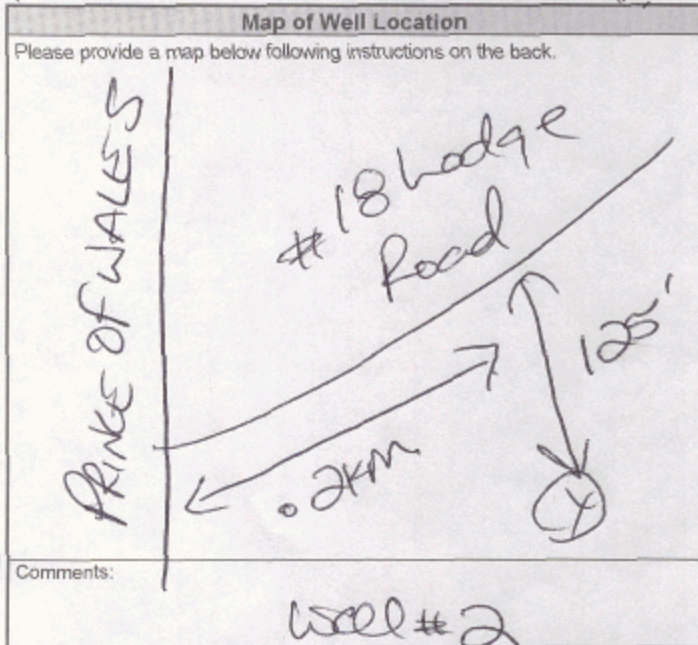 Map of Well Location
Please provide a map below following instructions on the back.
PRINCE OF WALES
#18 Lodge
Road
125'
.2KM
X
Comments:
Well #2